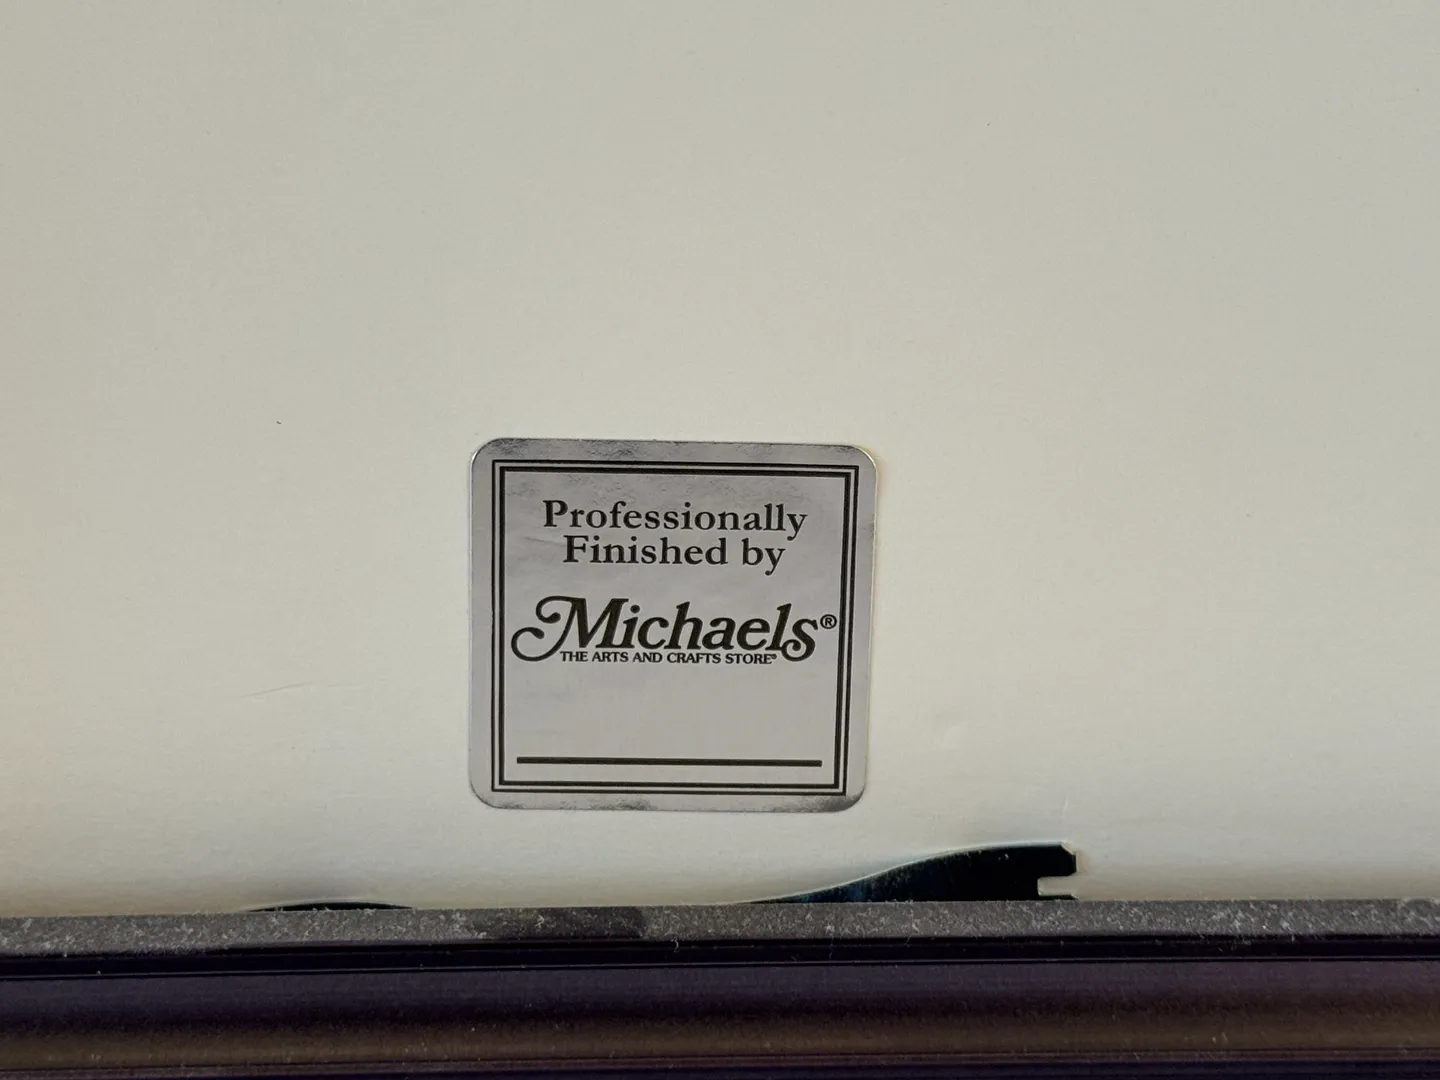 Professionally
Finished by
Michaels®
THE ARTS AND CRAFTS STORE®